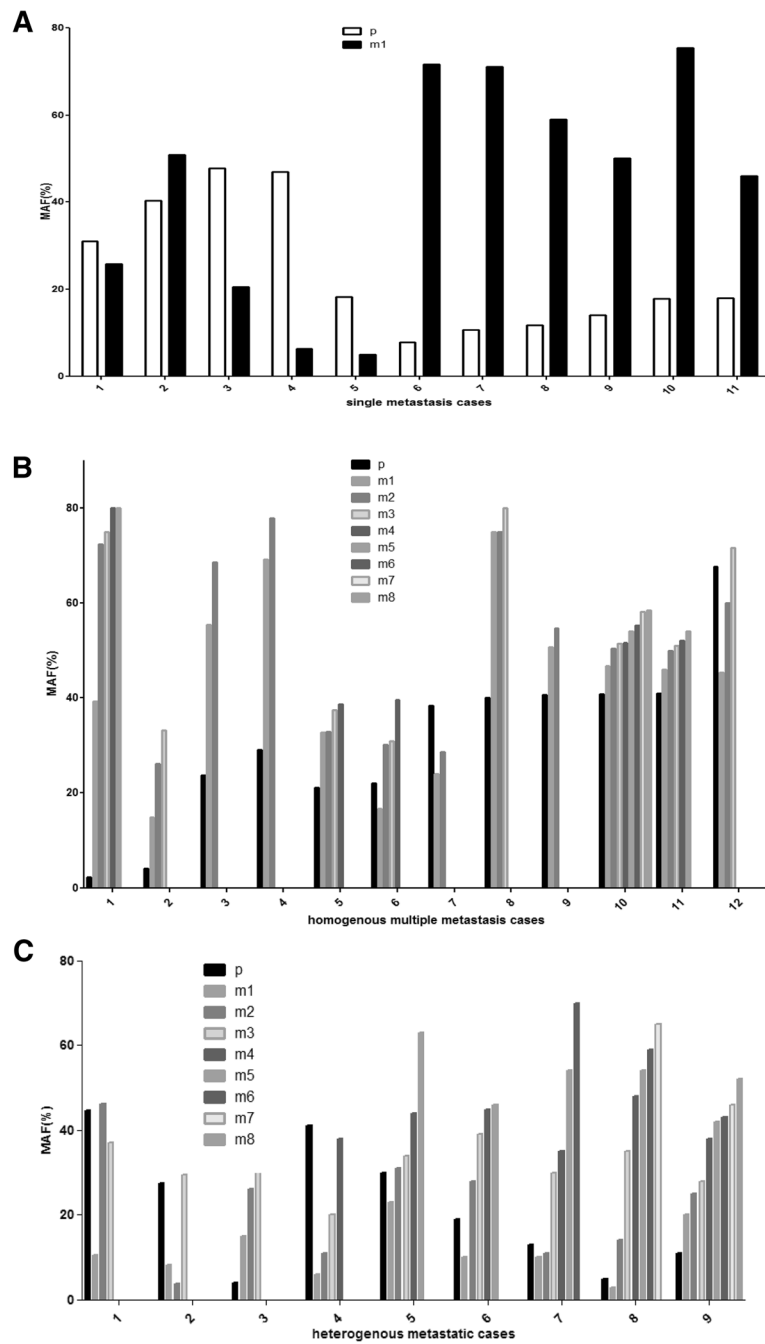 A
p
m1
80
60
40
20
0
MAF(%)
1 2 3 4 5 6 7 8 9 10 11
single metastasis cases
B
p
m1
m2
m3
m4
m5
m6
m7
m8
80
60
40
20
0
MAF(%)
1 2 3 4 5 6 7 8 9 10 11 12
homogenous multiple metastasis cases
C
p
m1
m2
m3
m4
m5
m6
m7
m8
80
60
40
20
0
MAF(%)
1 2 3 4 5 6 7 8 9
heterogenous metastatic cases